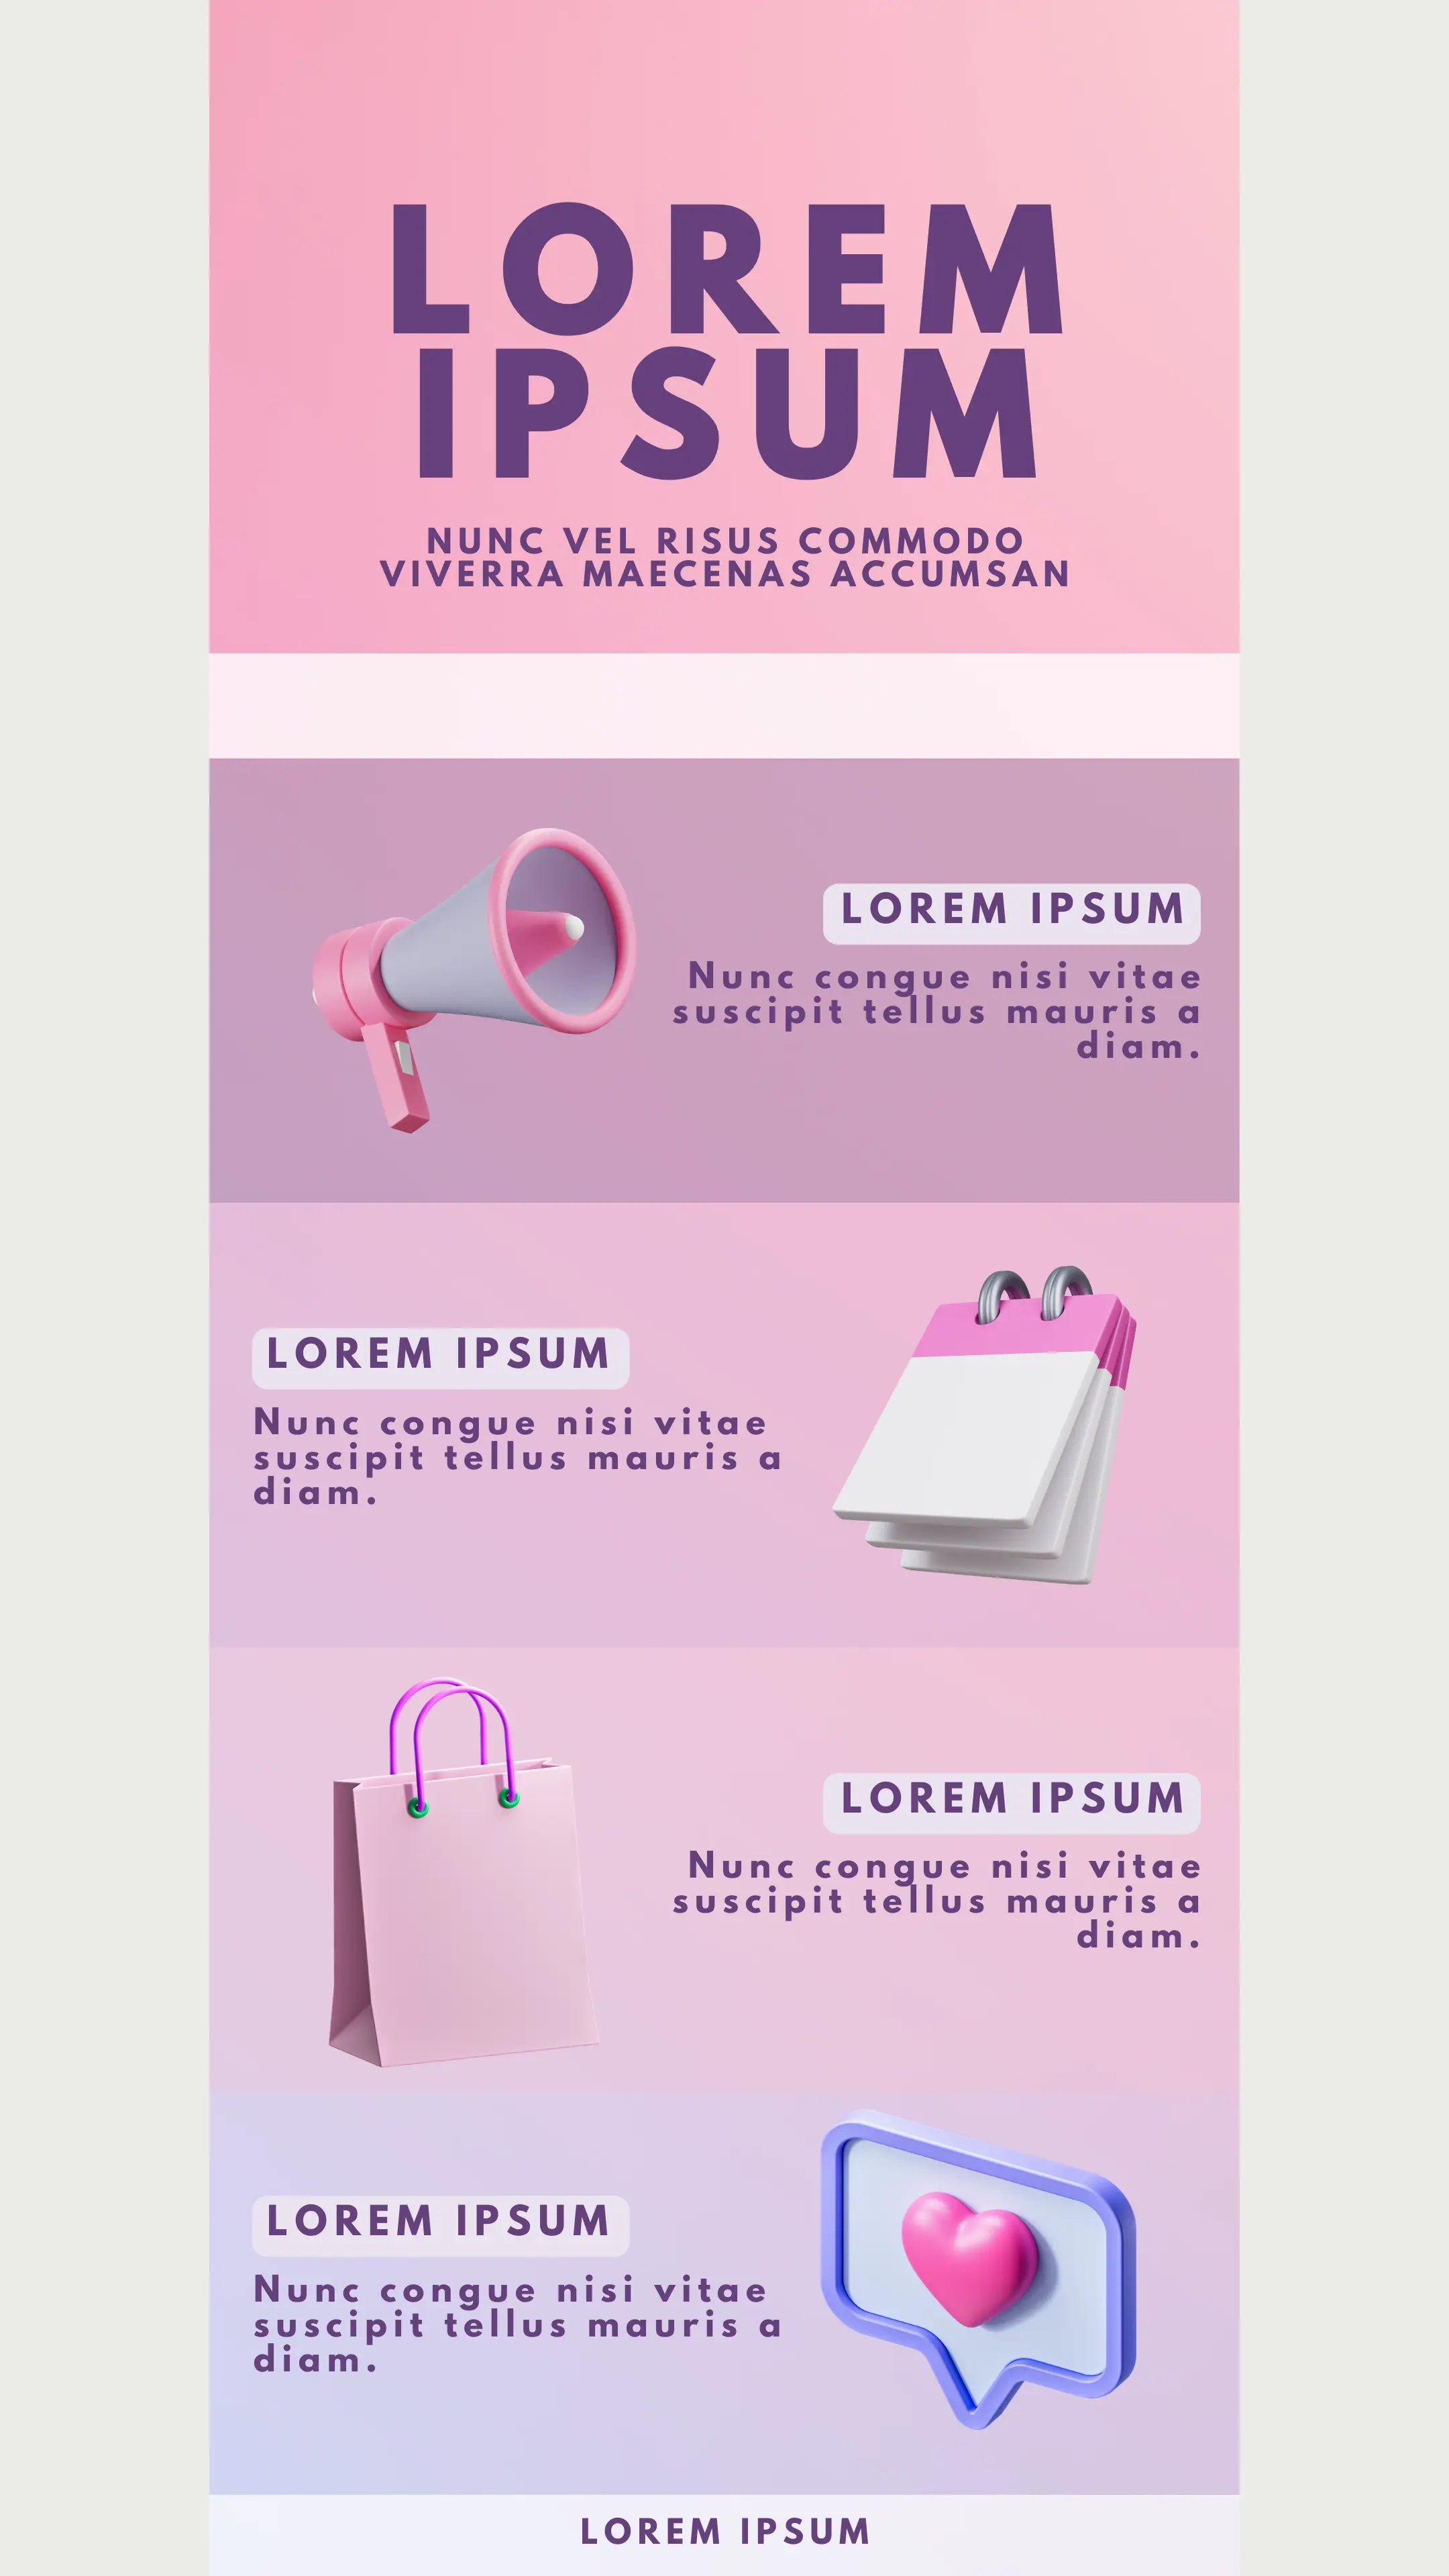 LOREM
IPSUM
NUNC VEL RISUS COMMODO
VIVERRA MAECENAS ACCUMSAN
LOREM IPSUM
Nunc congue nisi vitae
suscipit tellus mauris a
diam.
LOREM IPSUM
Nunc congue nisi vitae
suscipit tellus mauris a
diam.
LOREM IPSUM
Nunc congue nisi vitae
suscipit tellus mauris a
diam.
LOREM IPSUM
Nunc congue nisi vitae
suscipit tellus mauris a
diam.
LOREM IPSUM